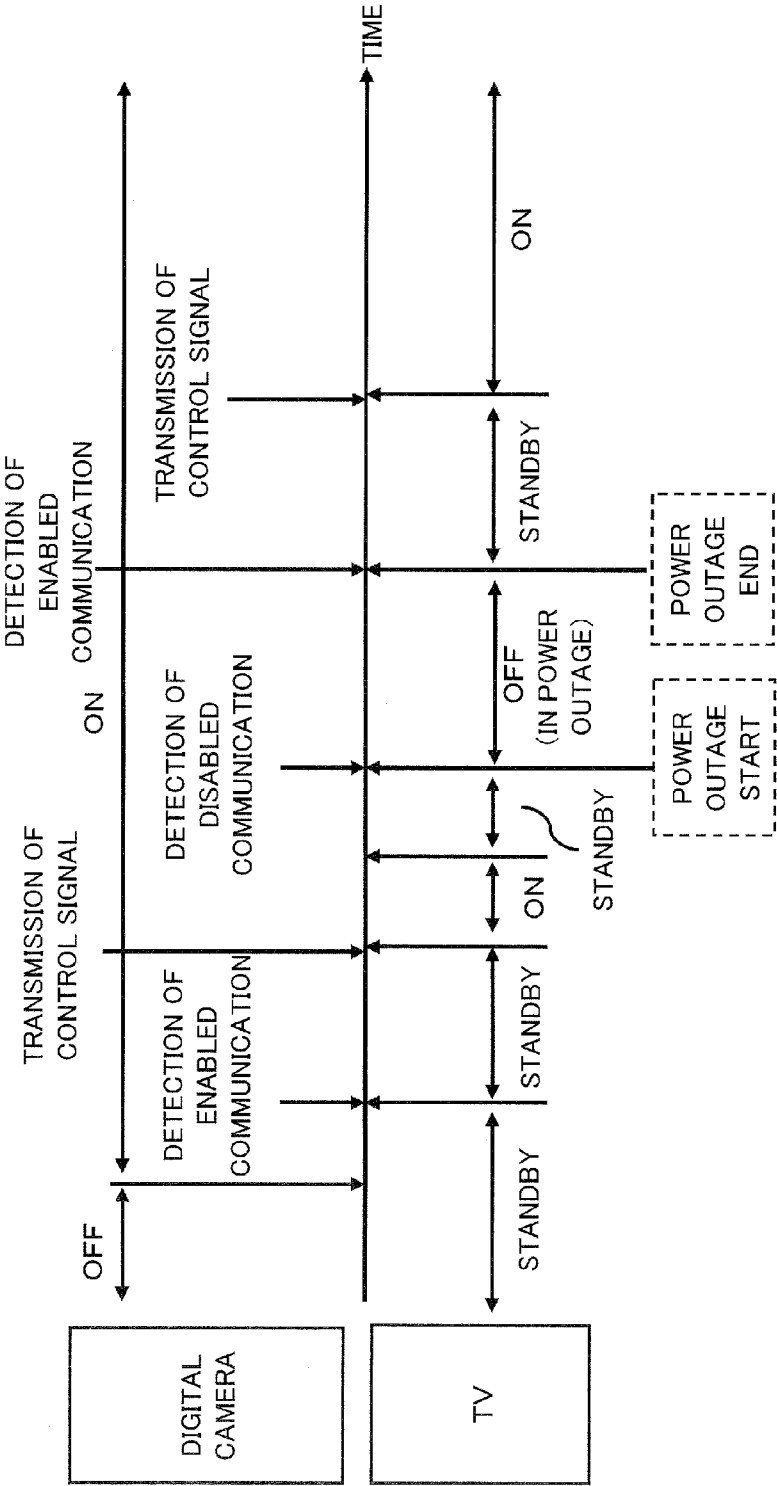 DIGITAL
CAMERA
OFF
ON
TRANSMISSION OF
CONTROL SIGNAL
DETECTION OF
ENABLED
COMMUNICATION
DETECTION OF
ENABLED
COMMUNICATION
DETECTION OF
DISABLED
COMMUNICATION
TRANSMISSION OF
CONTROL SIGNAL
TIME
TV
STANDBY
STANDBY
ON
STANDBY
OFF
(IN POWER
OUTAGE)
STANDBY
ON
POWER
OUTAGE
START
POWER
OUTAGE
END